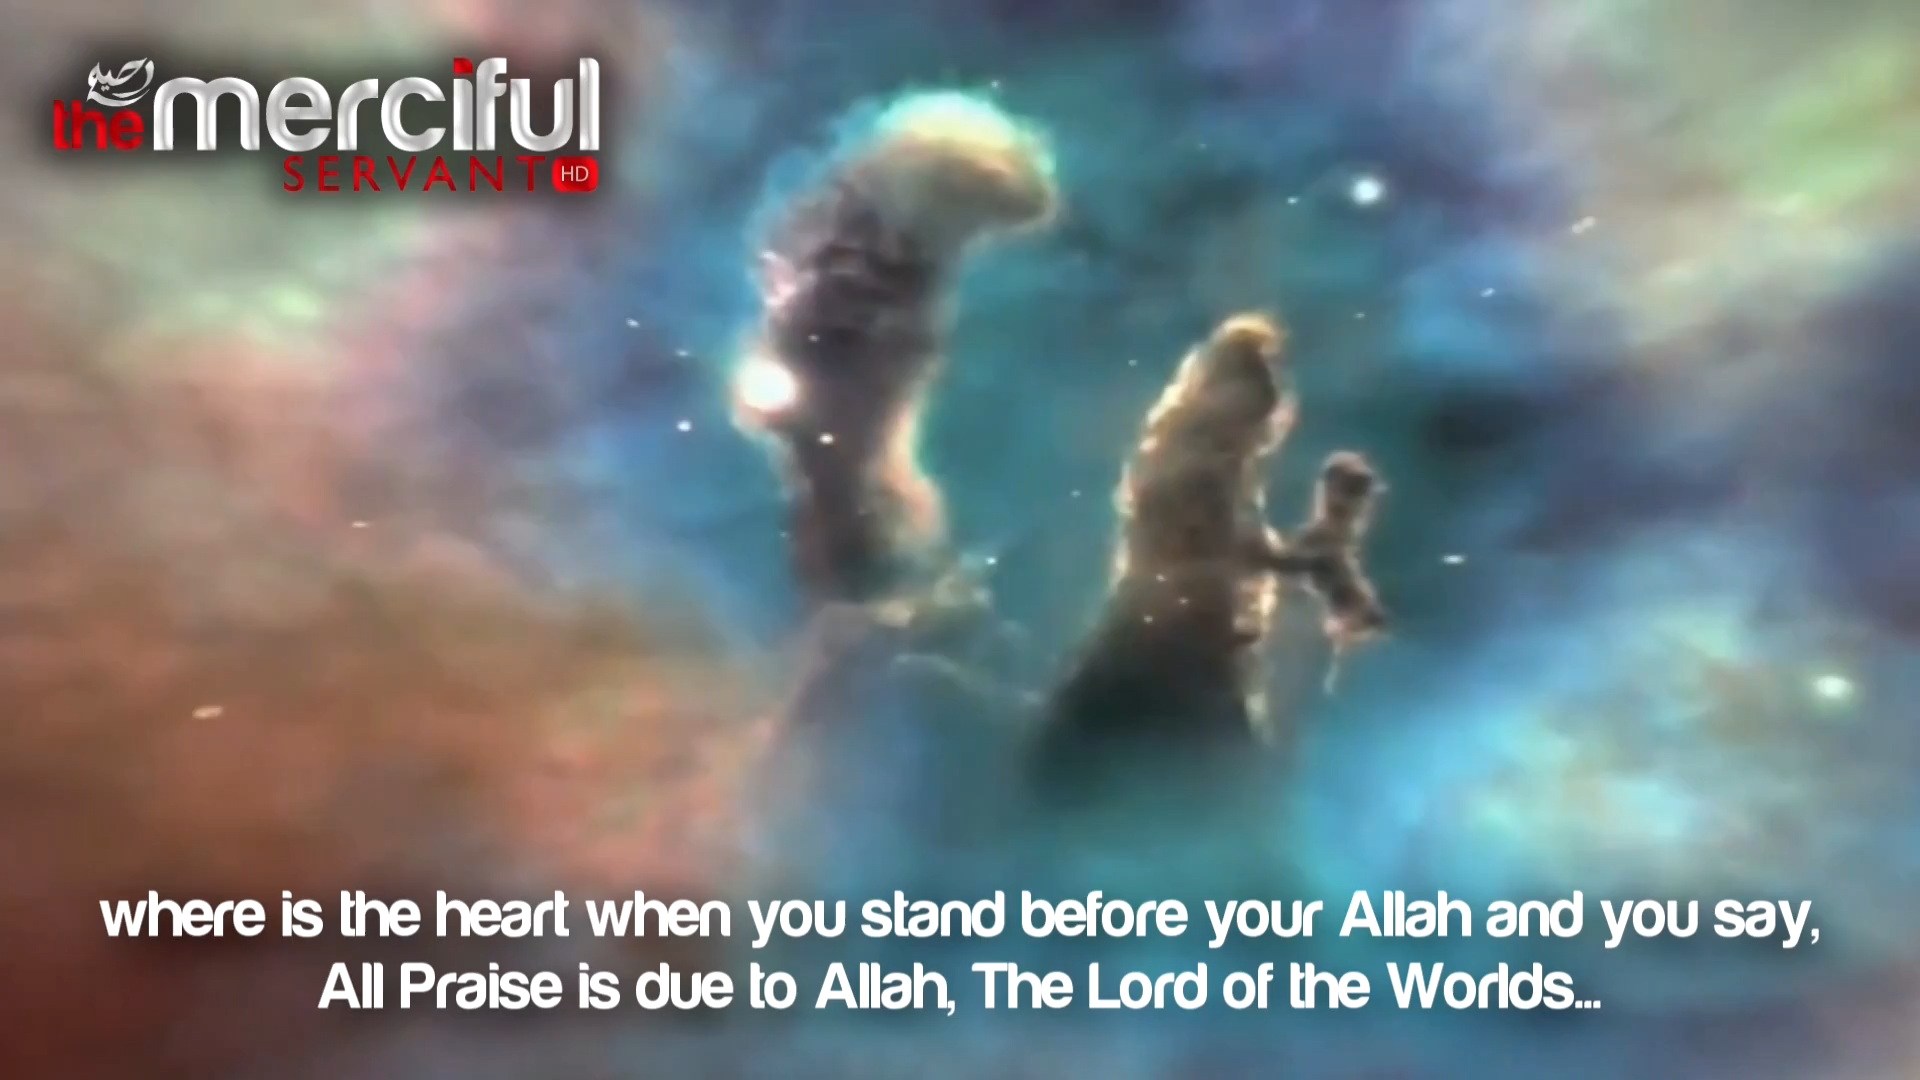 رحيم
the merciful
SERVANT HD
where is the heart when you stand before your Allah and you say,
All Praise is due to Allah, The Lord of the Worlds...